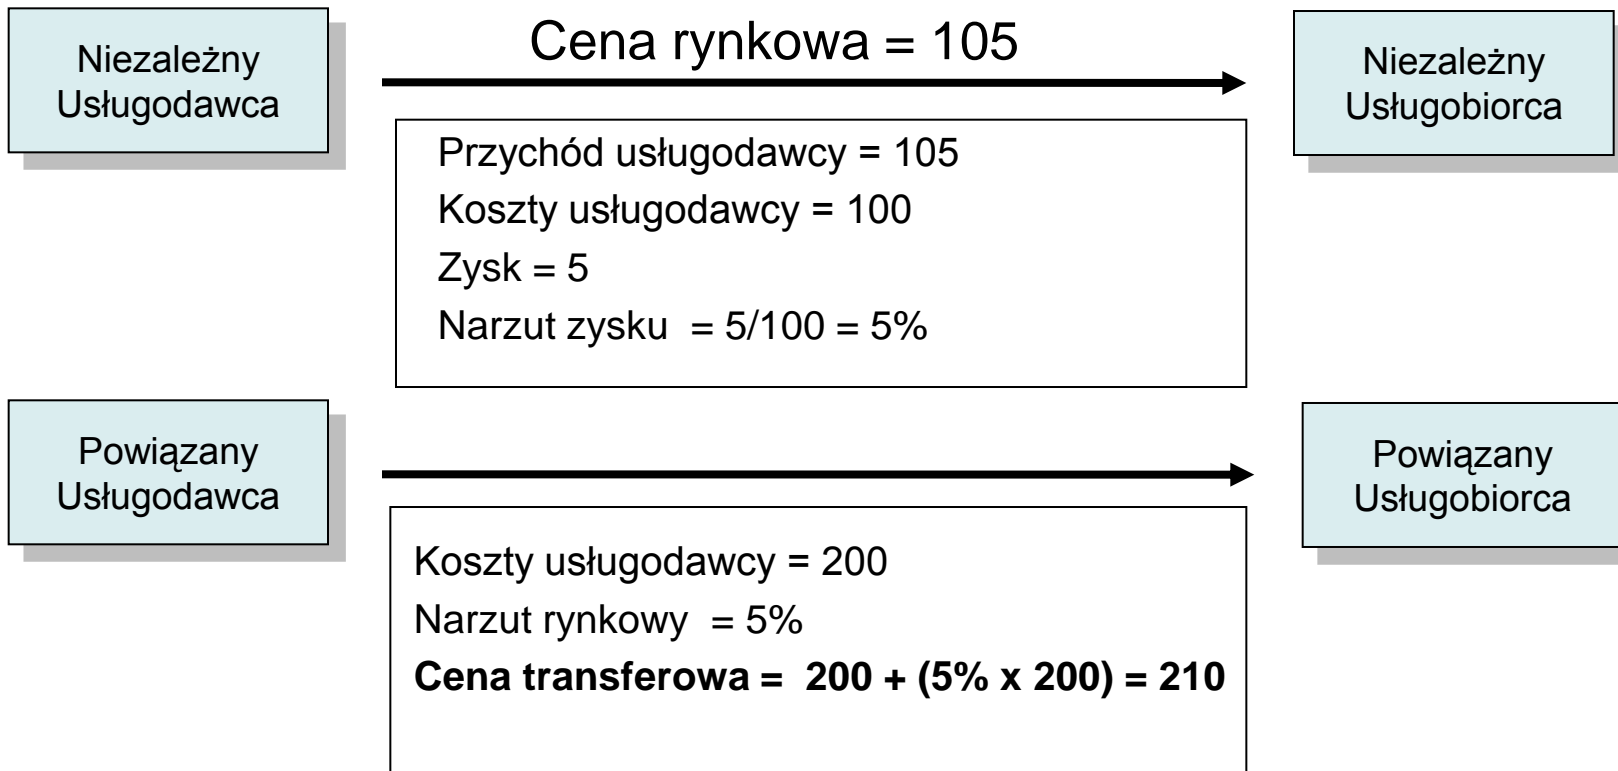 Niezależny
Usługodawca
Cena rynkowa = 105
Niezależny
Usługobiorca
Przychód usługodawcy = 105
Koszty usługodawcy = 100
Zysk = 5
Narzut zysku = 5/100 = 5%
Powiązany
Usługodawca
Powiązany
Usługobiorca
Koszty usługodawcy = 200
Narzut rynkowy = 5%
Cena transferowa = 200 + (5% x 200) = 210